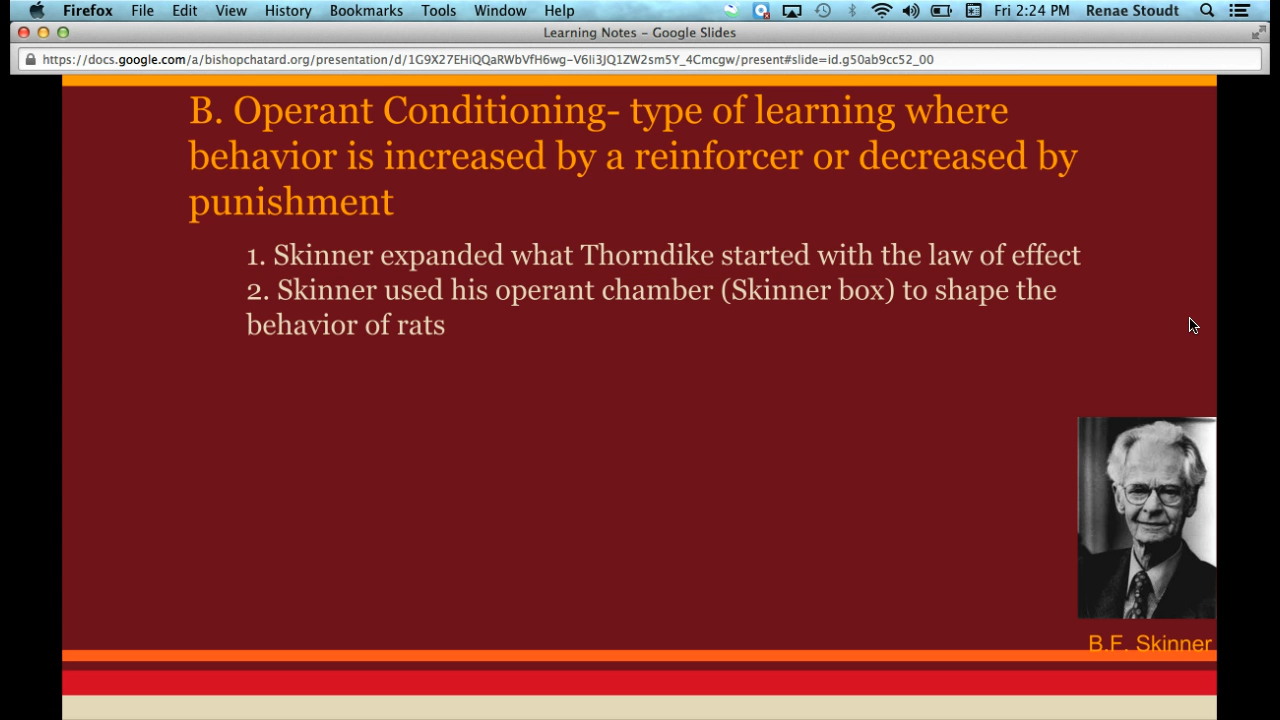 Firefox File Edit View History Bookmarks Tools Window Help Fri 2:24 PM Renae Stoudt
Learning Notes – Google Slides
https://docs.google.com/a/bishopchatard.org/presentation/d/1G9X27EHiQQaRWbVfH6wg-V6Ii3JQ1ZW2sm5Y_4Cmcgw/present#slide=id.g50ab9cc52_00
B. Operant Conditioning- type of learning where
behavior is increased by a reinforcer or decreased by
punishment
1. Skinner expanded what Thorndike started with the law of effect
2. Skinner used his operant chamber (Skinner box) to shape the
behavior of rats
B.F. Skinner